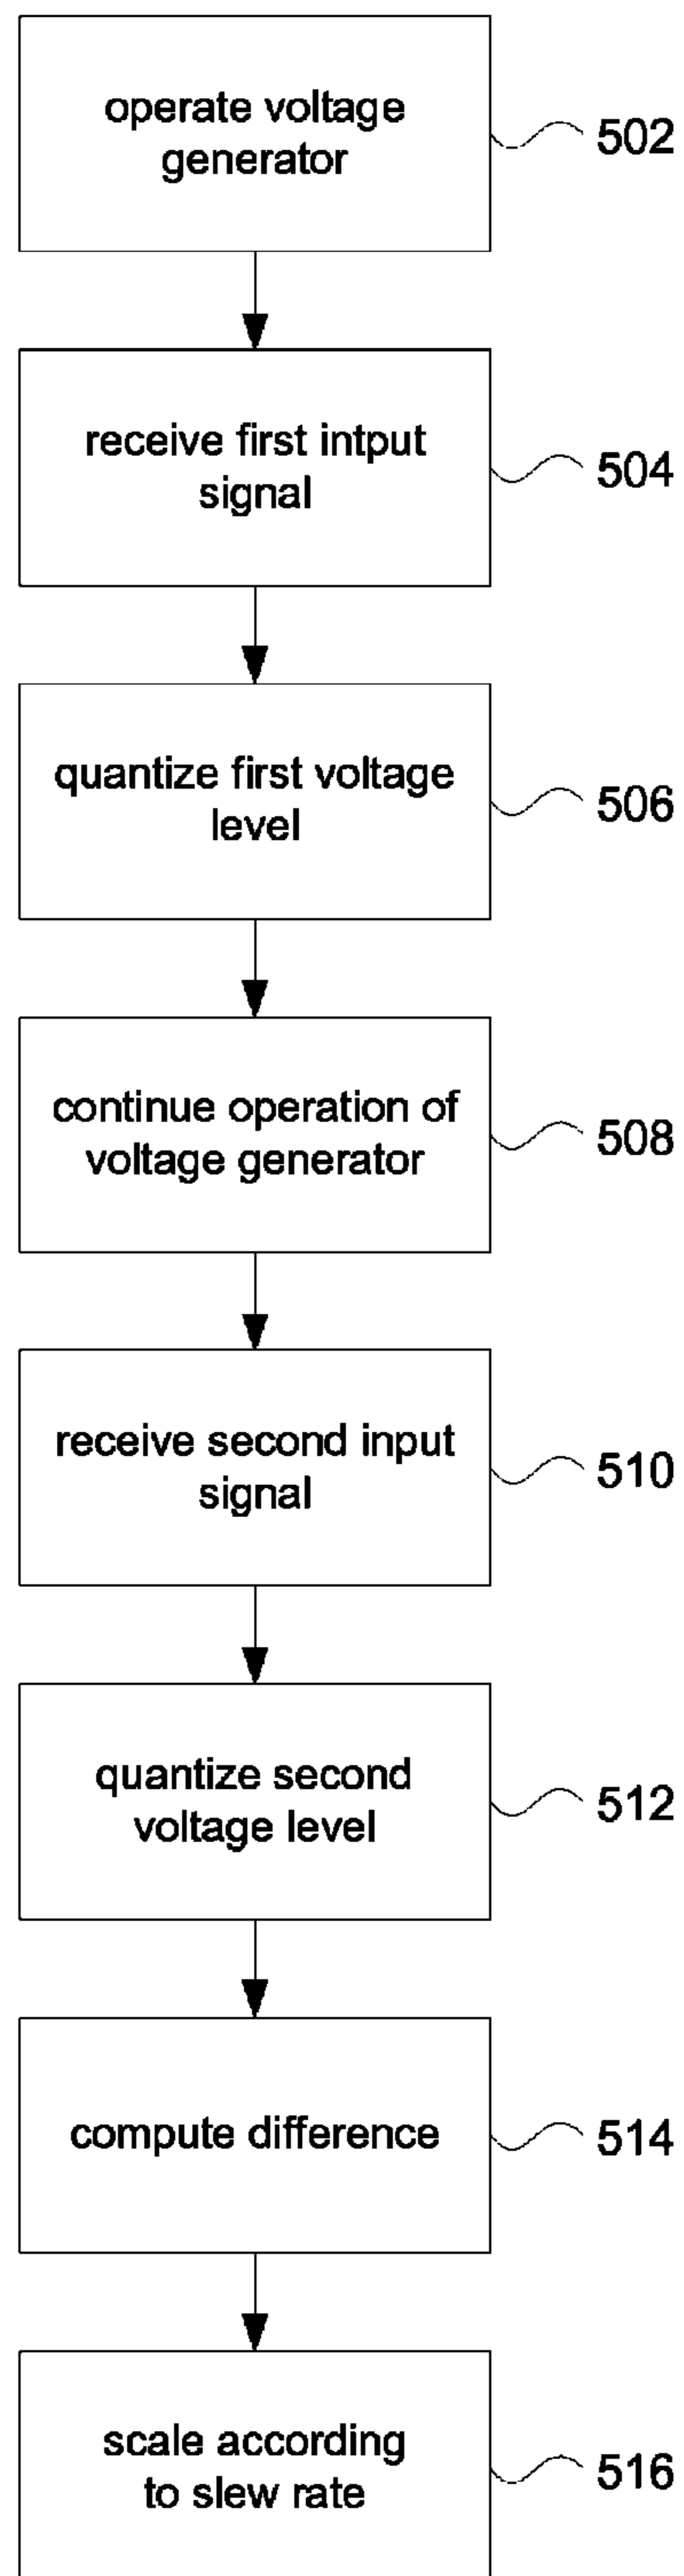 operate voltage
generator
502
receive first intput
signal
504
quantize first voltage
level
506
continue operation of
voltage generator
508
receive second input
signal
510
quantize second
voltage level
512
compute difference
514
scale according
to slew rate
516